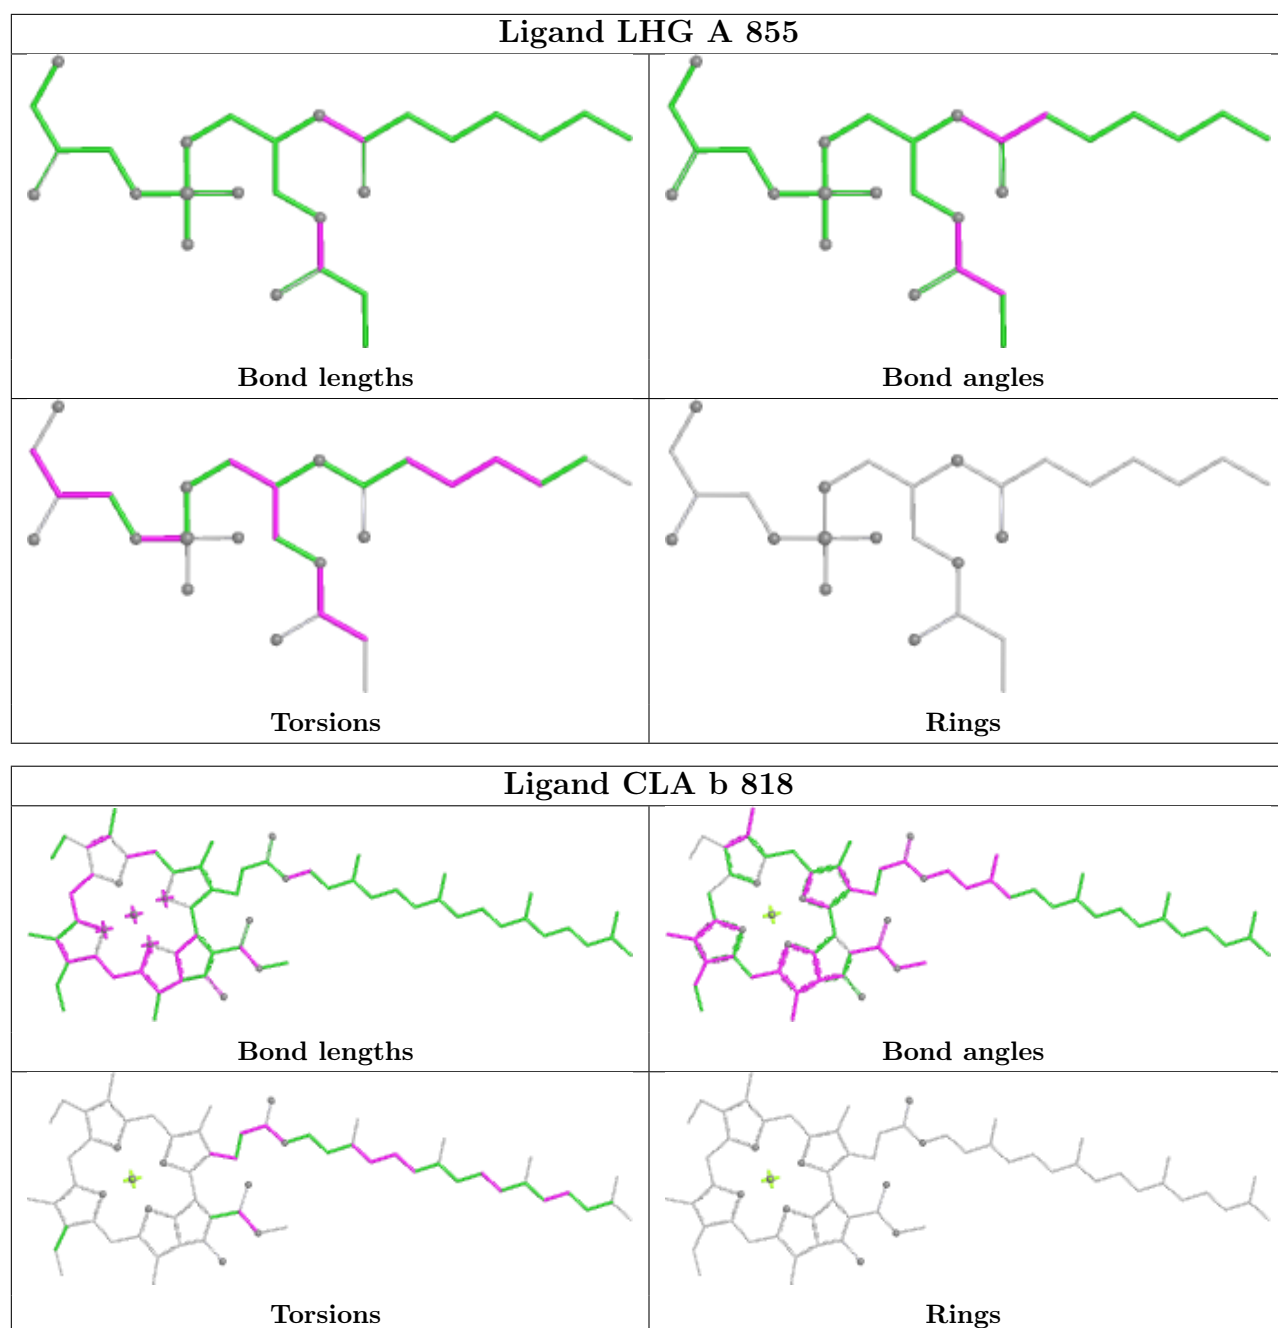 Ligand LHG A 855
Bond lengths
Bond angles
Torsions
Rings
Ligand CLA b 818
Bond lengths
Bond angles
Torsions
Rings